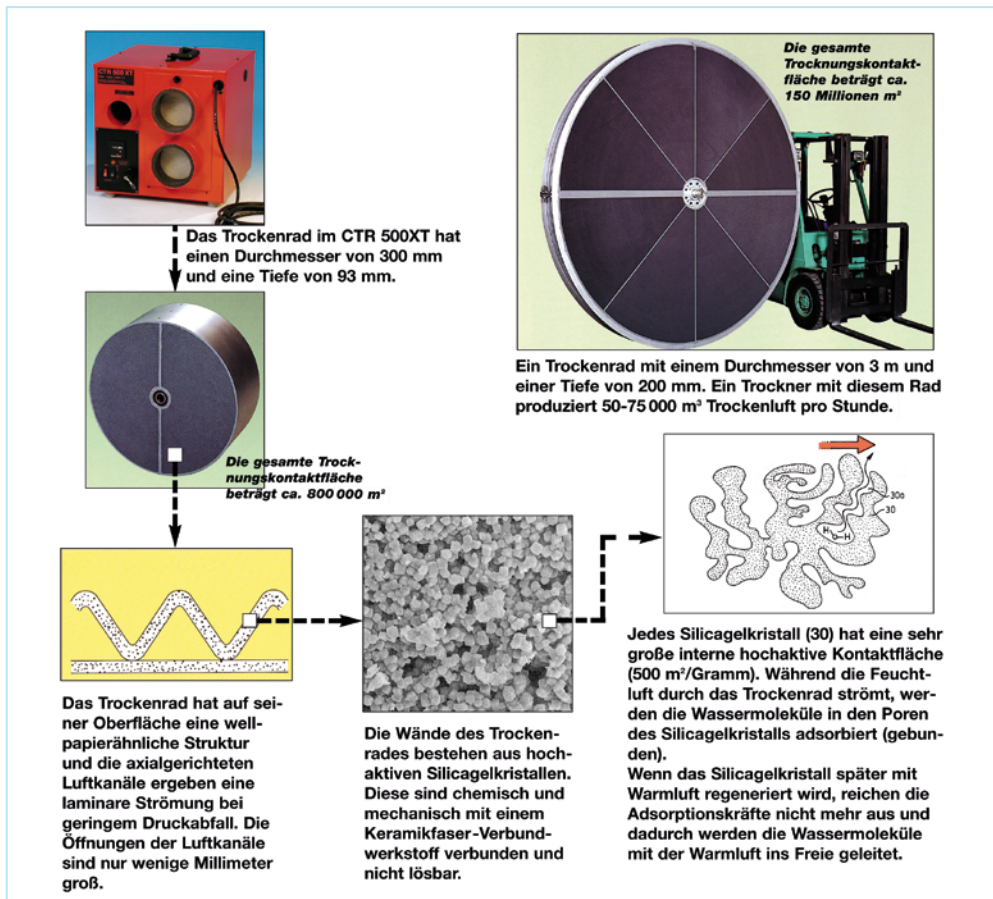 CTR 500 XT
Das Trockenrad im CTR 500XT hat
einen Durchmesser von 300 mm
und eine Tiefe von 93 mm.
Die gesamte Trock-
nungskontaktfläche
beträgt ca. 800 000 m²
Die gesamte
Trocknungskontakt-
fläche beträgt ca.
150 Millionen m²
Ein Trockenrad mit einem Durchmesser von 3 m und
einer Tiefe von 200 mm. Ein Trockner mit diesem Rad
produziert 50-75 000 m³ Trockenluft pro Stunde.
Das Trockenrad hat auf sei-
ner Oberfläche eine well-
papierähnliche Struktur
und die axialgerichteten
Luftkanäle ergeben eine
laminare Strömung bei
geringem Druckabfall. Die
Öffnungen der Luftkanäle
sind nur wenige Millimeter
groß.
Die Wände des Trocken-
rades bestehen aus hoch-
aktiven Silicagelkristallen.
Diese sind chemisch und
mechanisch mit einem
Keramikfaser-Verbund-
werkstoff verbunden und
nicht lösbar.
30o
30
H O H
Jedes Silicagelkristall (30) hat eine sehr
große interne hochaktive Kontaktfläche
(500 m²/Gramm). Während die Feucht-
luft durch das Trockenrad strömt, wer-
den die Wassermoleküle in den Poren
des Silicagelkristalls adsorbiert (gebun-
den).
Wenn das Silicagelkristall später mit
Warmluft regeneriert wird, reichen die
Adsorptionskräfte nicht mehr aus und
dadurch werden die Wassermoleküle
mit der Warmluft ins Freie geleitet.